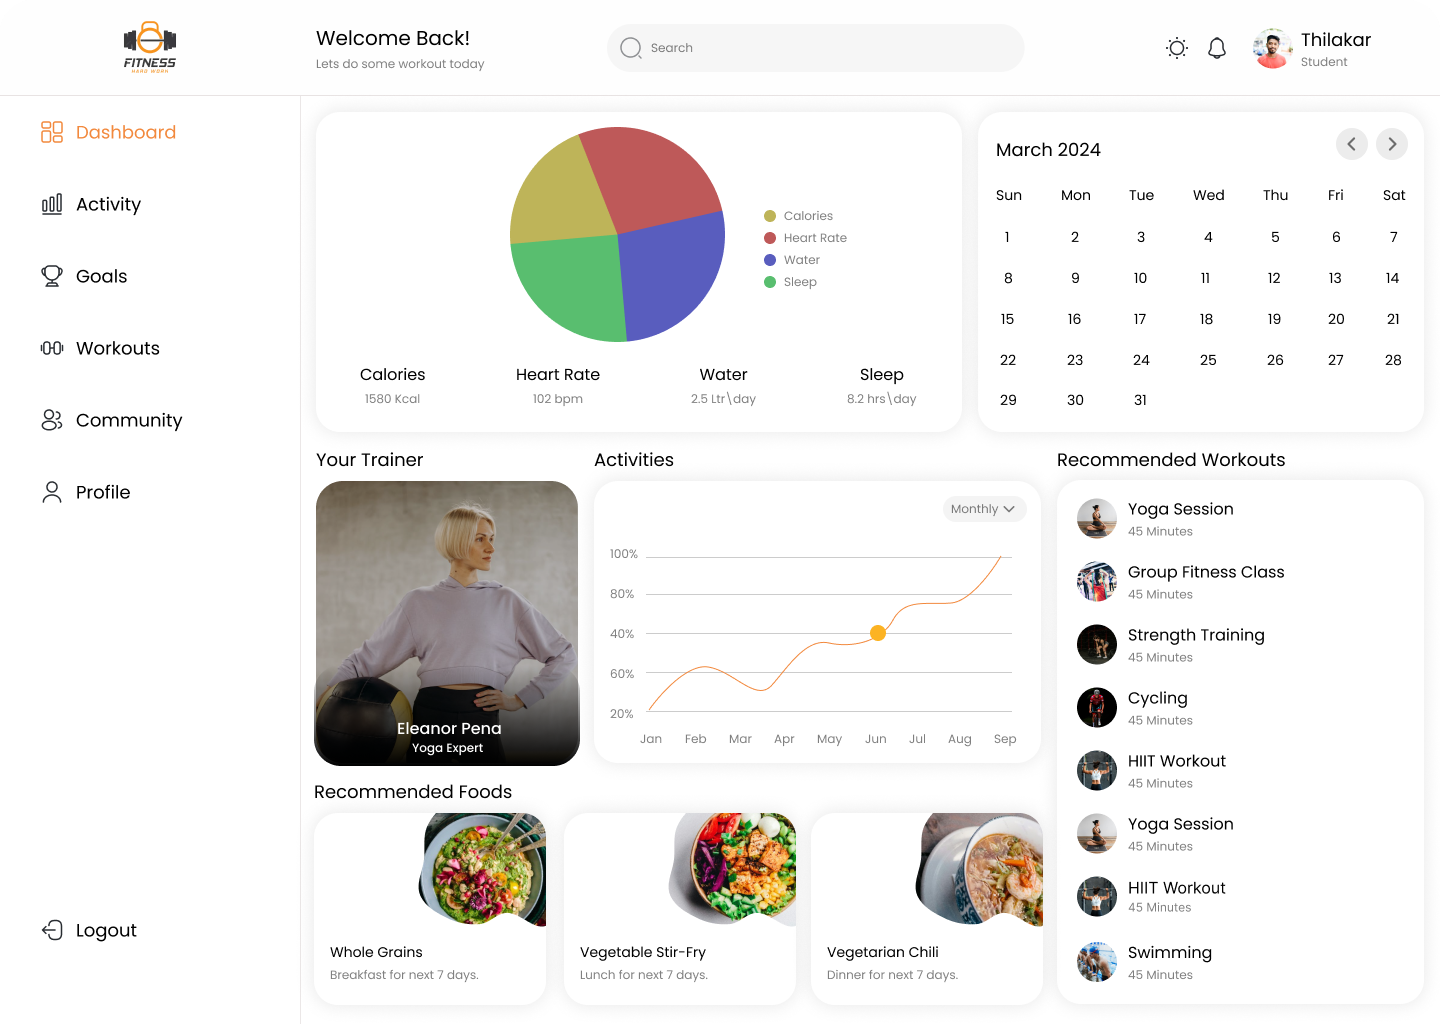 FITNESS
HARD WORK
Welcome Back!
Lets do some workout today
Search
Thilakar
Student
Dashboard
Activity
Goals
Workouts
Community
Profile
Logout
Calories
Heart Rate
Water
Sleep
Calories Heart Rate Water Sleep
1580 Kcal 102 bpm 2.5 Ltr\day 8.2 hrs\day
March 2024
Sun Mon Tue Wed Thu Fri Sat
1 2 3 4 5 6 7
8 9 10 11 12 13 14
15 16 17 18 19 20 21
22 23 24 25 26 27 28
29 30 31
Your Trainer
Eleanor Pena
Yoga Expert
Activities
Monthly
100%
80%
40%
60%
20%
Jan Feb Mar Apr May Jun Jul Aug Sep
Recommended Workouts
Yoga Session
45 Minutes
Group Fitness Class
45 Minutes
Strength Training
45 Minutes
Cycling
45 Minutes
HIIT Workout
45 Minutes
Yoga Session
45 Minutes
HIIT Workout
45 Minutes
Swimming
45 Minutes
Recommended Foods
Whole Grains
Breakfast for next 7 days.
Vegetable Stir-Fry
Lunch for next 7 days.
Vegetarian Chili
Dinner for next 7 days.